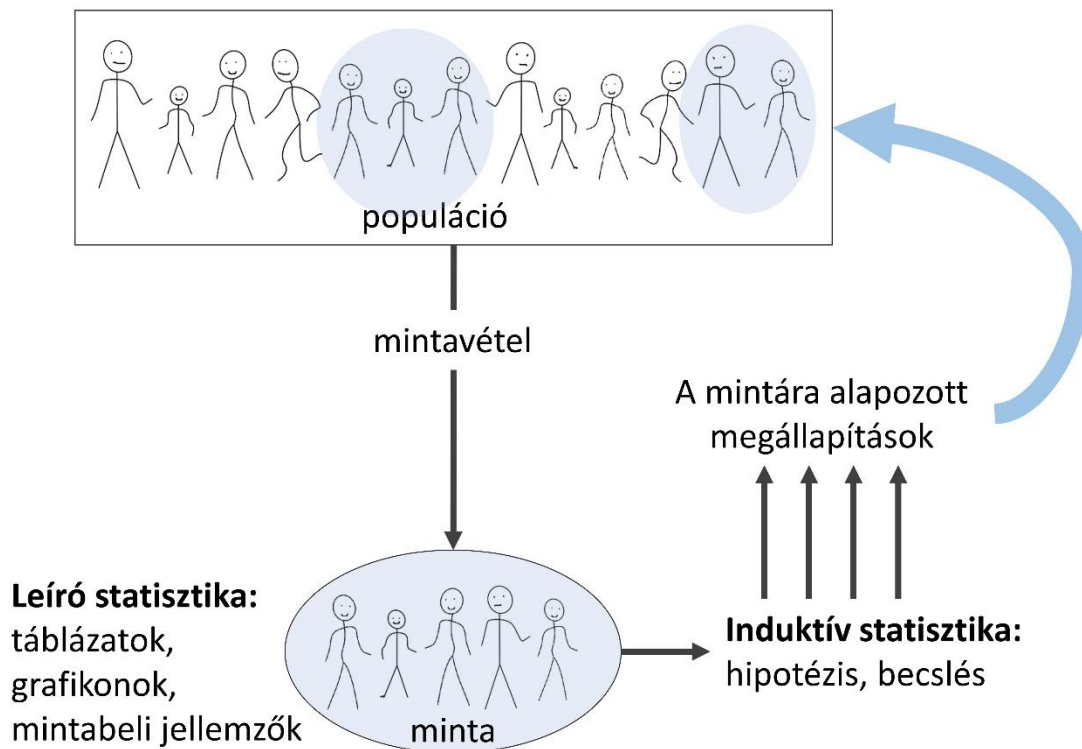 populáció
mintavétel
A mintára alapozott
megállapítások
Leíró statisztika:
táblázatok,
grafikonok,
mintabeli jellemzők
minta
Induktív statisztika:
hipotézis, becslés